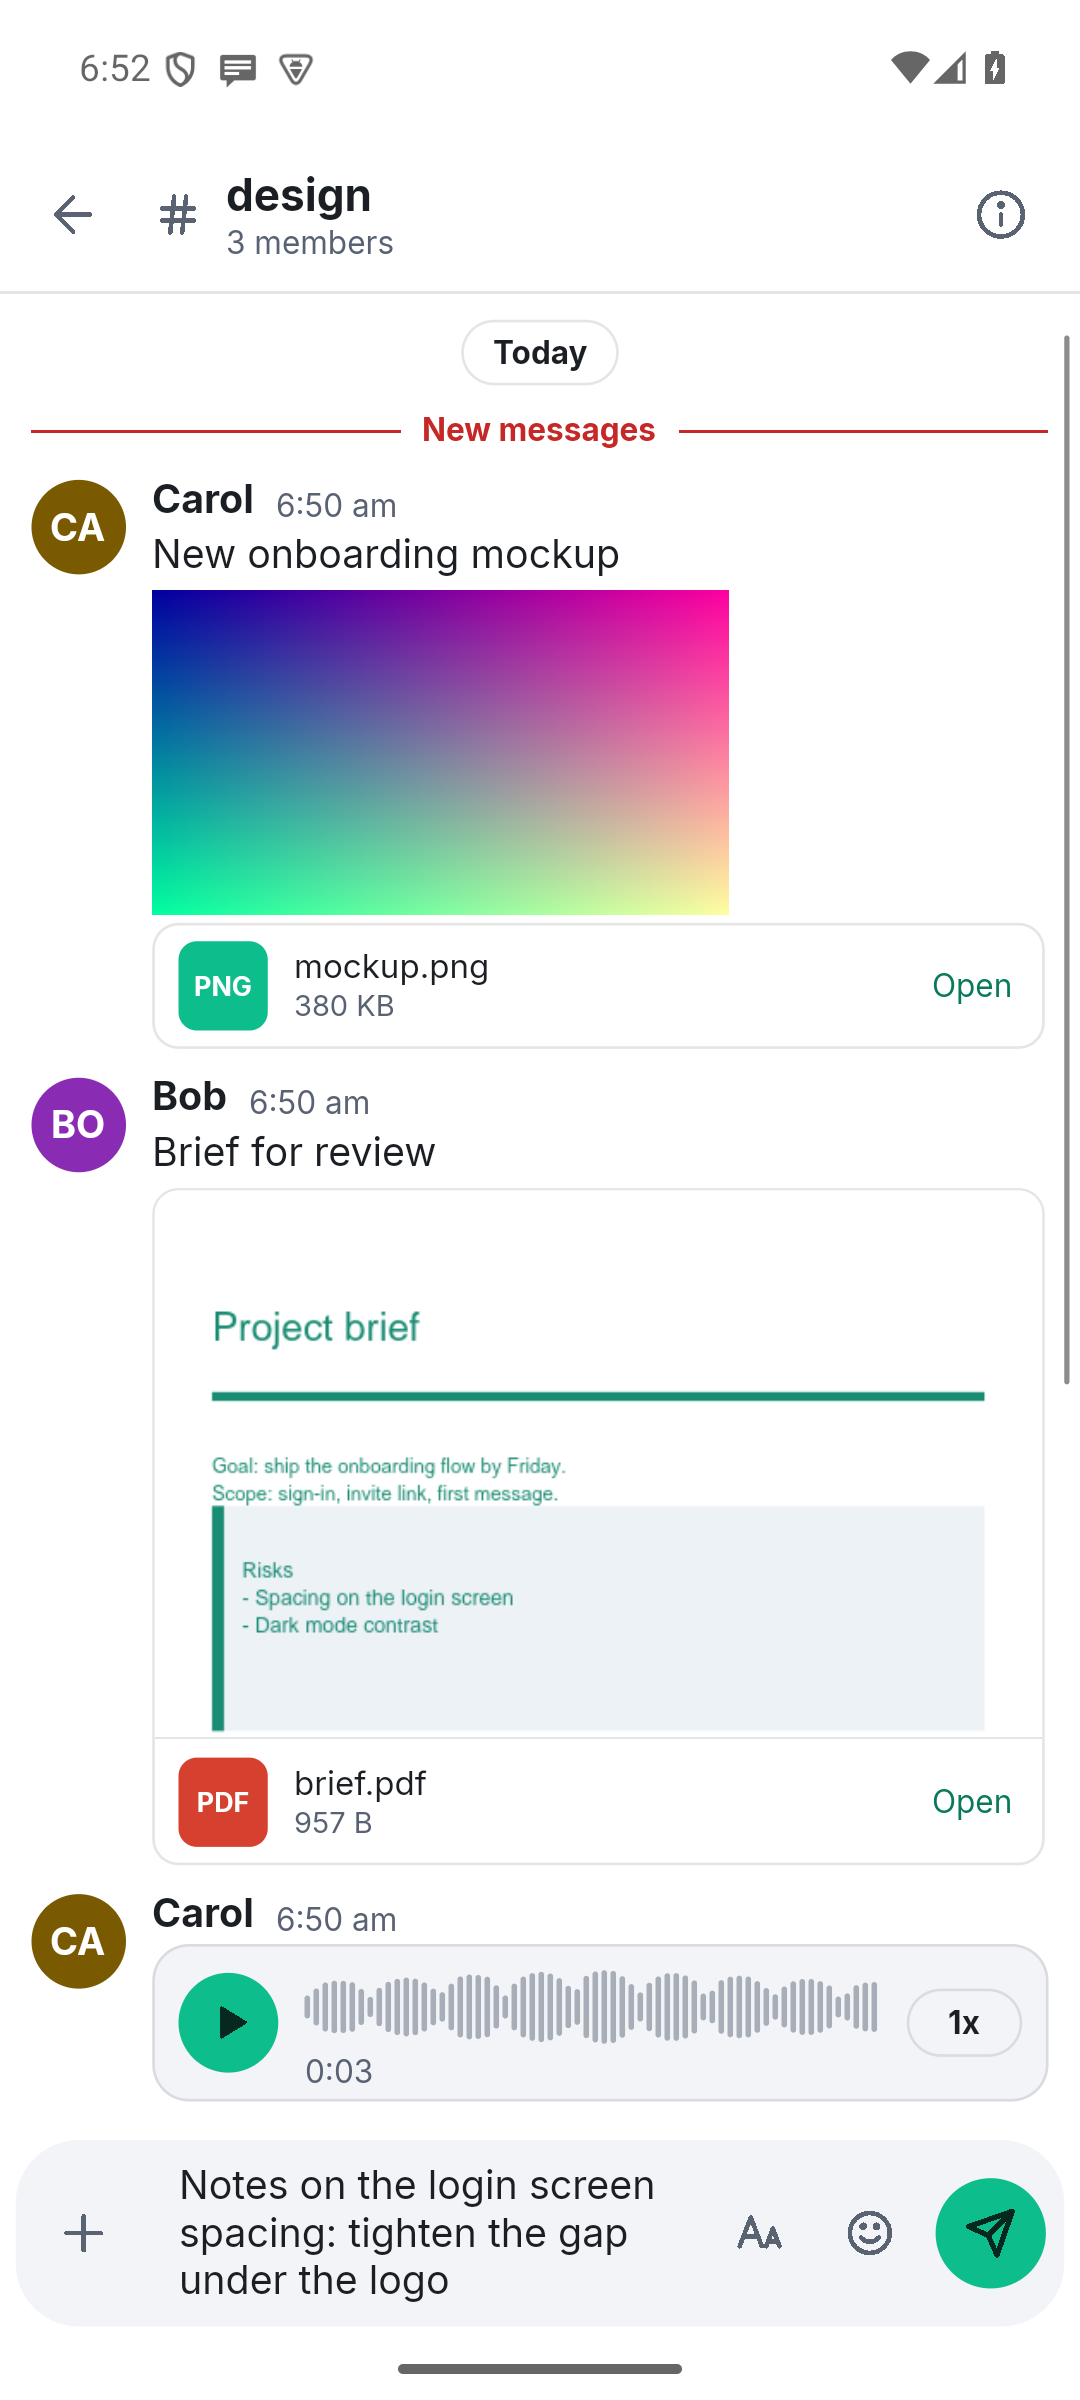 6:52
design
3 members
Today
New messages
CA
Carol 6:50 am
New onboarding mockup
PNG
mockup.png
380 KB
Open
BO
Bob 6:50 am
Brief for review
Project brief
Goal: ship the onboarding flow by Friday.
Scope: sign-in, invite link, first message.
Risks
- Spacing on the login screen
- Dark mode contrast
PDF
brief.pdf
957 B
Open
CA
Carol 6:50 am
0:03
1x
Notes on the login screen
spacing: tighten the gap
under the logo